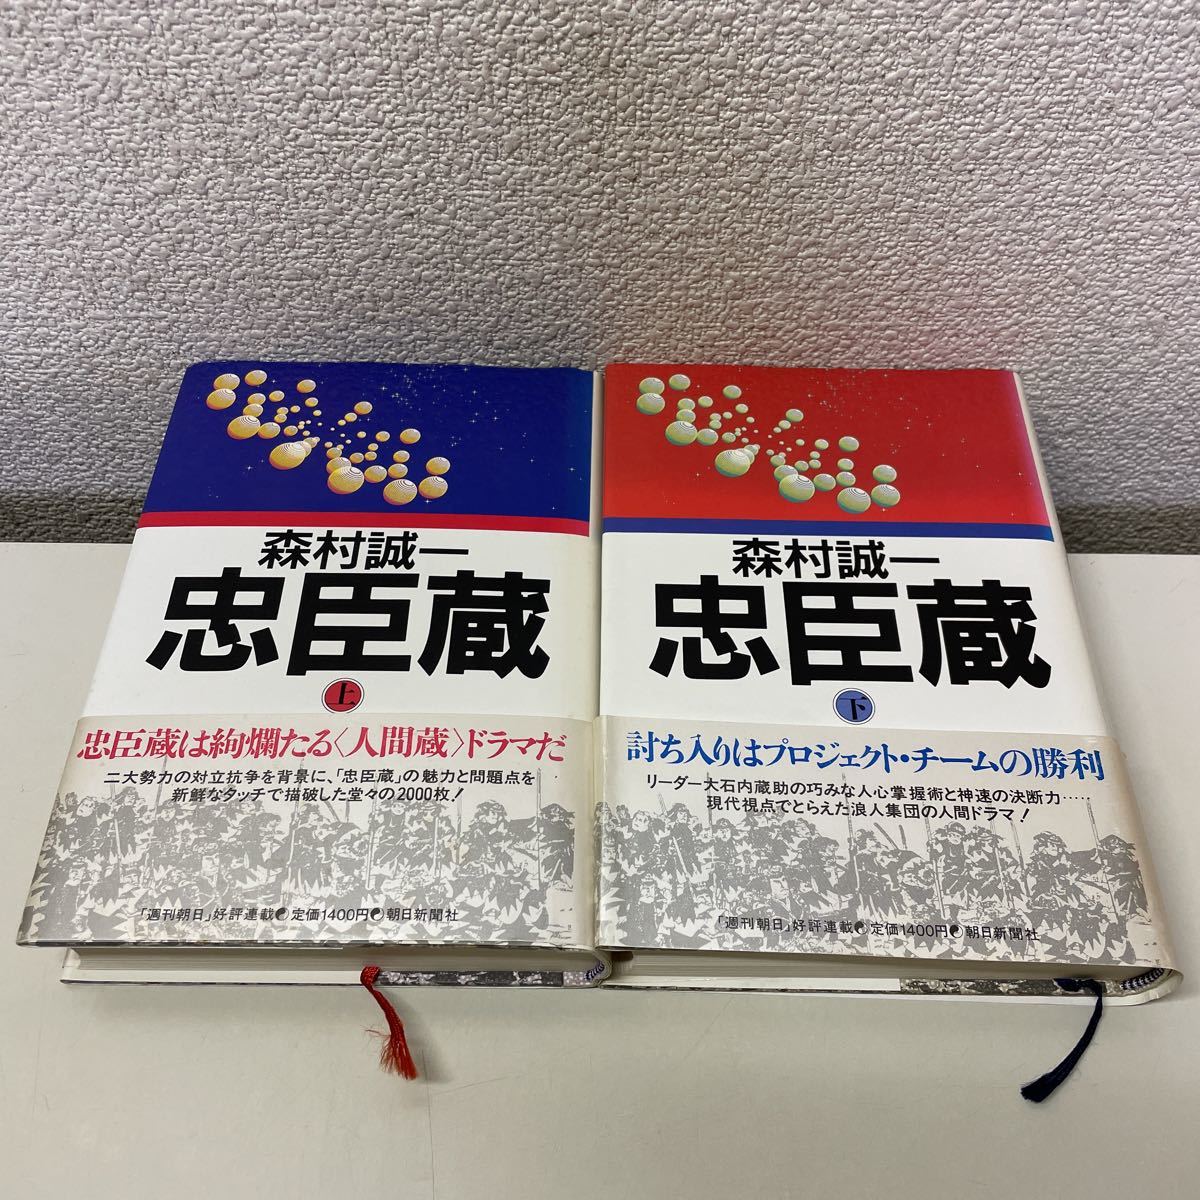 森村誠一
忠臣蔵
上
忠臣蔵は絢爛たる〈人間蔵〉ドラマだ
二大勢力の対立抗争を背景に、「忠臣蔵」の魅力と問題点を
新鮮なタッチで描破した堂々の2000枚!
「週刊朝日」好評連載 定価1400円 朝日新聞社
森村誠一
忠臣蔵
下
討ち入りはプロジェクト・チームの勝利
リーダー大石内蔵助の巧みな人心掌握術と神速の決断力……
現代視点でとらえた浪人集団の人間ドラマ!
「週刊朝日」好評連載 定価1400円 朝日新聞社